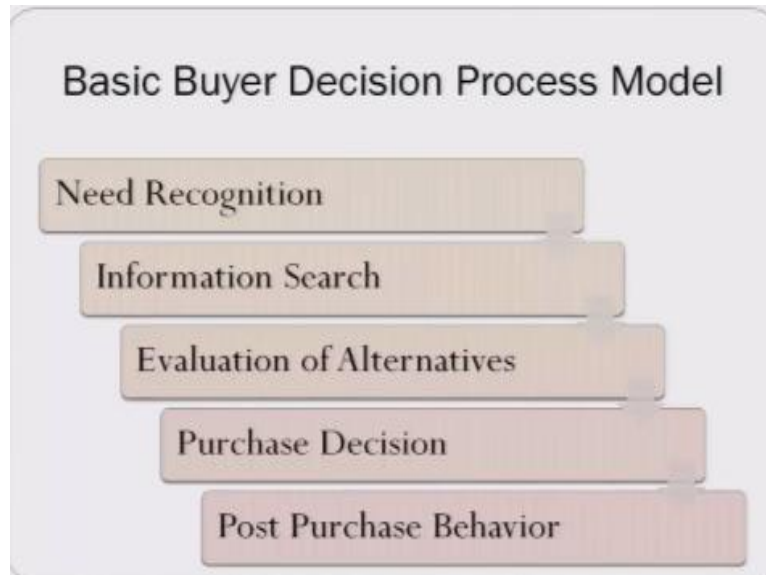 Basic Buyer Decision Process Model
Need Recognition
Information Search
Evaluation of Alternatives
Purchase Decision
Post Purchase Behavior